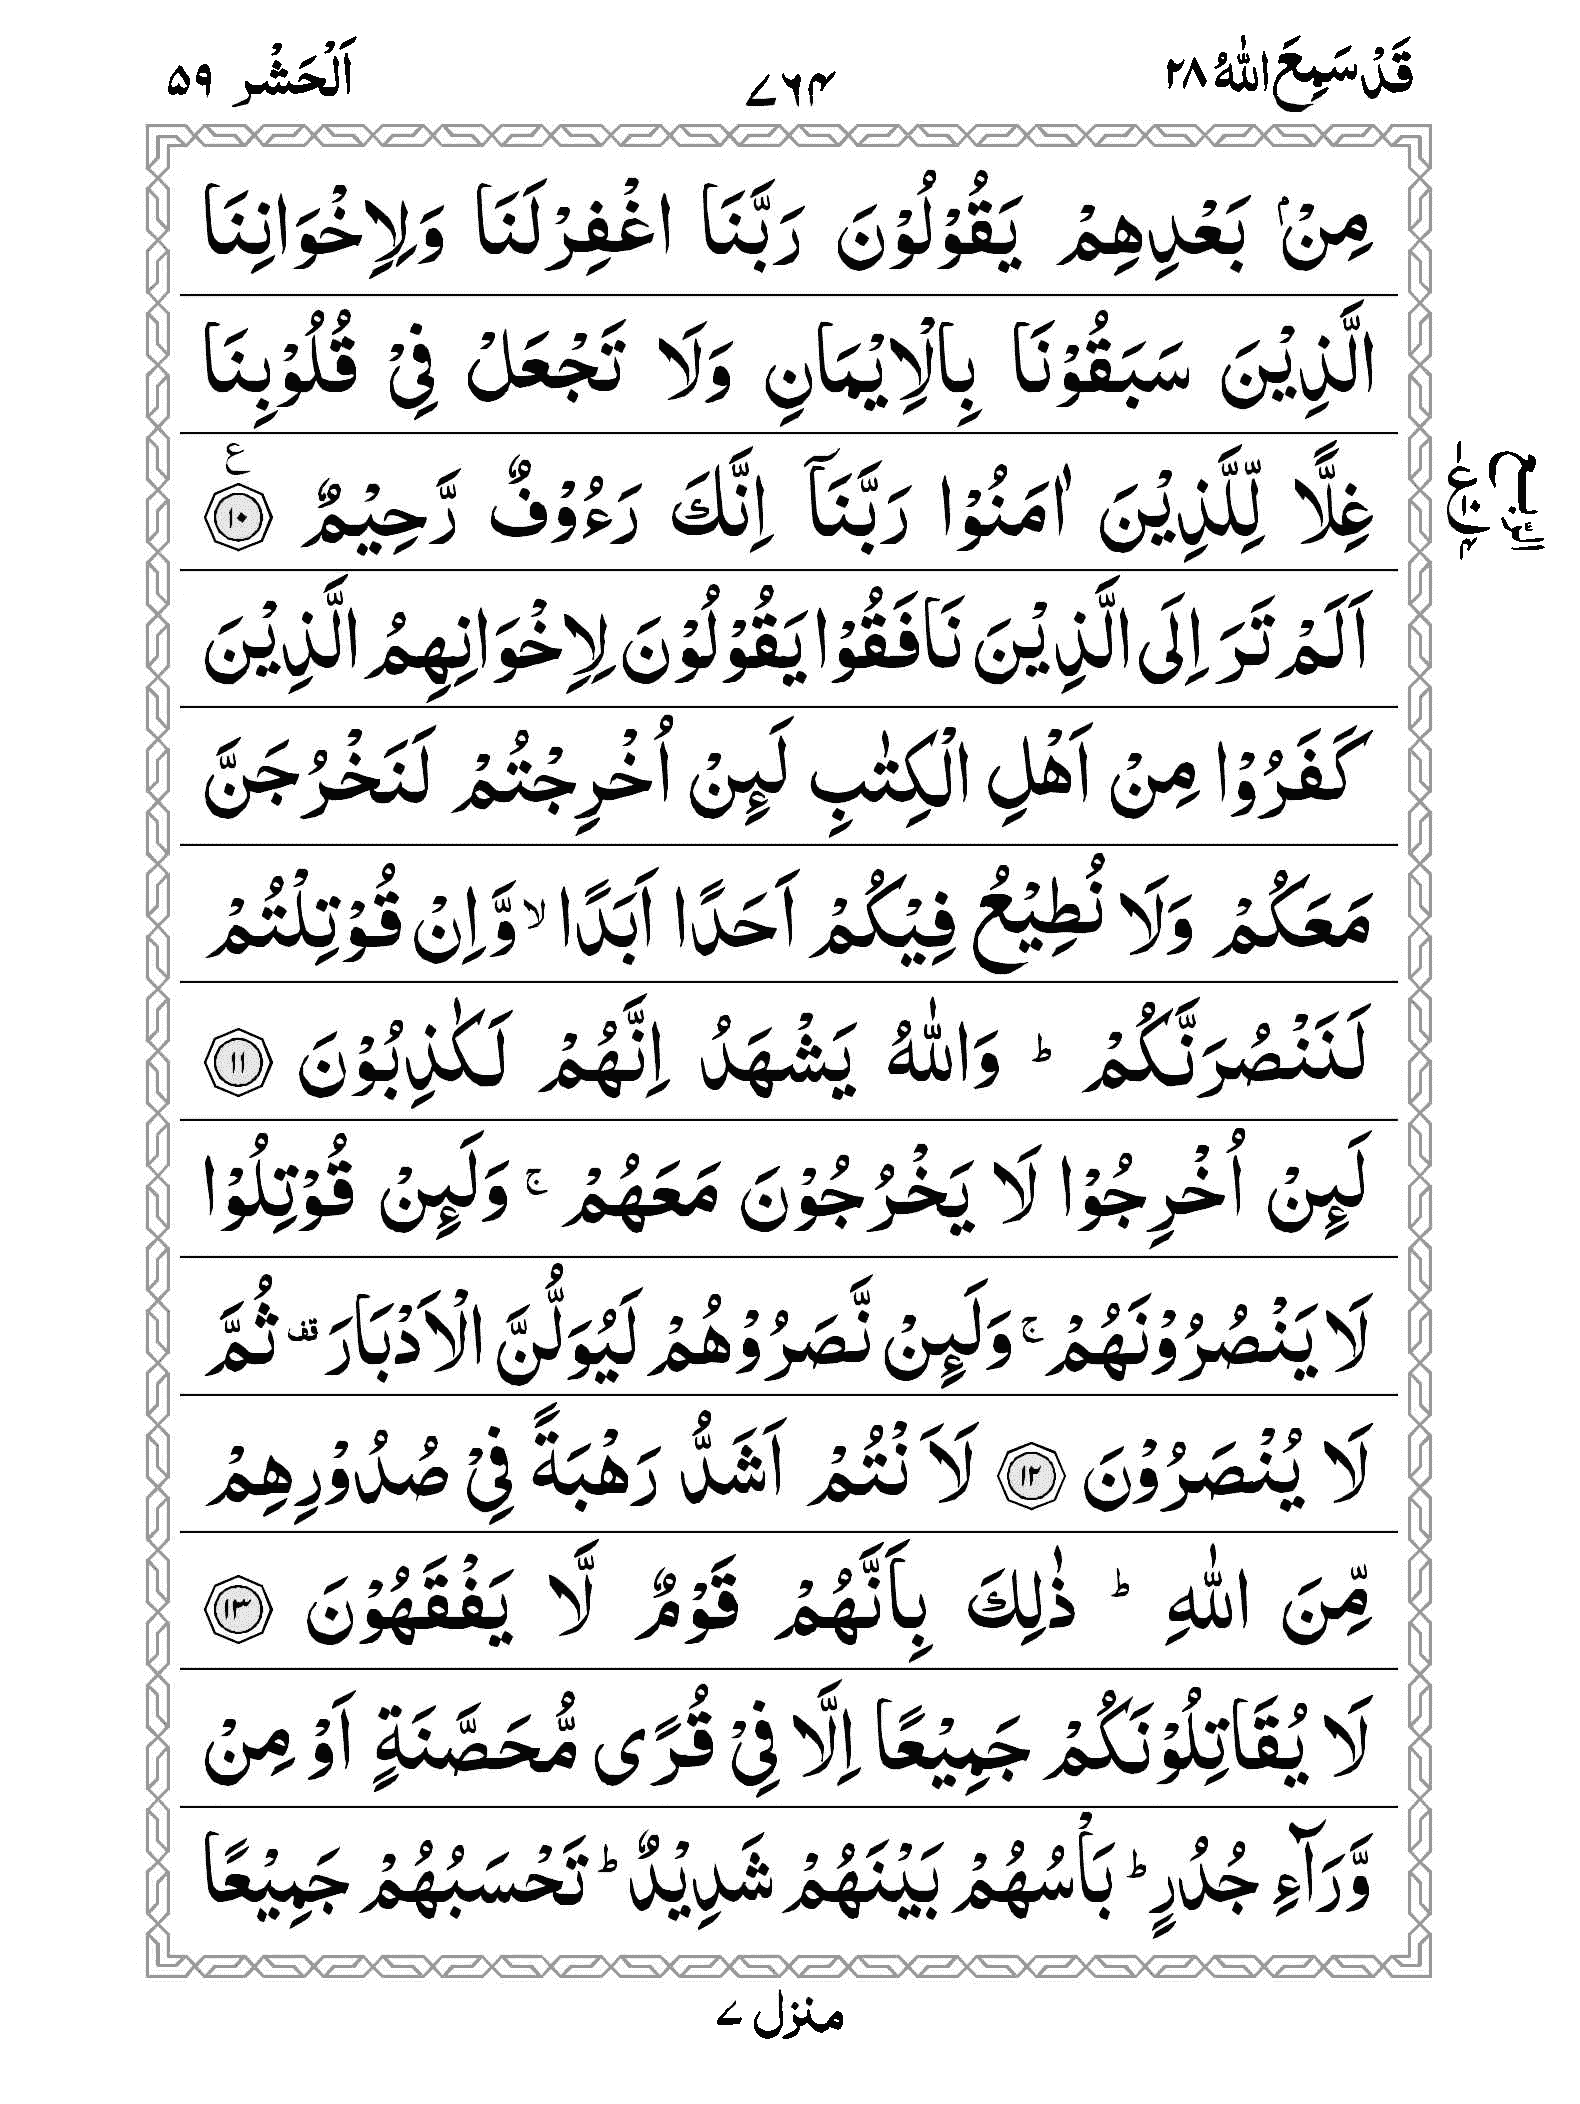 قَدْ سَمِعَ اللّٰهُ ٢٨ ٧٦٤ اَلْحَشْر ٥٩
مِنْۢ بَعْدِهِمْ يَقُوْلُوْنَ رَبَّنَا اغْفِرْ لَنَا وَلِاِخْوَانِنَا
الَّذِيْنَ سَبَقُوْنَا بِالْاِيْمَانِ وَلَا تَجْعَلْ فِيْ قُلُوْبِنَا
غِلًّا لِّلَّذِيْنَ اٰمَنُوْا رَبَّنَآ اِنَّكَ رَءُوْفٌ رَّحِيْمٌ ع ١٠
اَلَمْ تَرَ اِلَى الَّذِيْنَ نَافَقُوْا يَقُوْلُوْنَ لِاِخْوَانِهِمُ الَّذِيْنَ
كَفَرُوْا مِنْ اَهْلِ الْكِتٰبِ لَىِٕنْ اُخْرِجْتُمْ لَنَخْرُجَنَّ
مَعَكُمْ وَلَا نُطِيْعُ فِيْكُمْ اَحَدًا اَبَدًا ۙ وَّاِنْ قُوْتِلْتُمْ
لَنَنْصُرَنَّكُمْ ؕ وَاللّٰهُ يَشْهَدُ اِنَّهُمْ لَكٰذِبُوْنَ ١١
لَىِٕنْ اُخْرِجُوْا لَا يَخْرُجُوْنَ مَعَهُمْ ۚ وَلَىِٕنْ قُوْتِلُوْا
لَا يَنْصُرُوْنَهُمْ ۚ وَلَىِٕنْ نَّصَرُوْهُمْ لَيُوَلُّنَّ الْاَدْبَارَ قف ثُمَّ
لَا يُنْصَرُوْنَ ١٢ لَاَنْتُمْ اَشَدُّ رَهْبَةً فِيْ صُدُوْرِهِمْ
مِّنَ اللّٰهِ ؕ ذٰلِكَ بِاَنَّهُمْ قَوْمٌ لَّا يَفْقَهُوْنَ ١٣
لَا يُقَاتِلُوْنَكُمْ جَمِيْعًا اِلَّا فِيْ قُرًى مُّحَصَّنَةٍ اَوْ مِنْ
وَّرَآءِ جُدُرٍ ؕ بَاْسُهُمْ بَيْنَهُمْ شَدِيْدٌ ؕ تَحْسَبُهُمْ جَمِيْعًا
منزل ٧